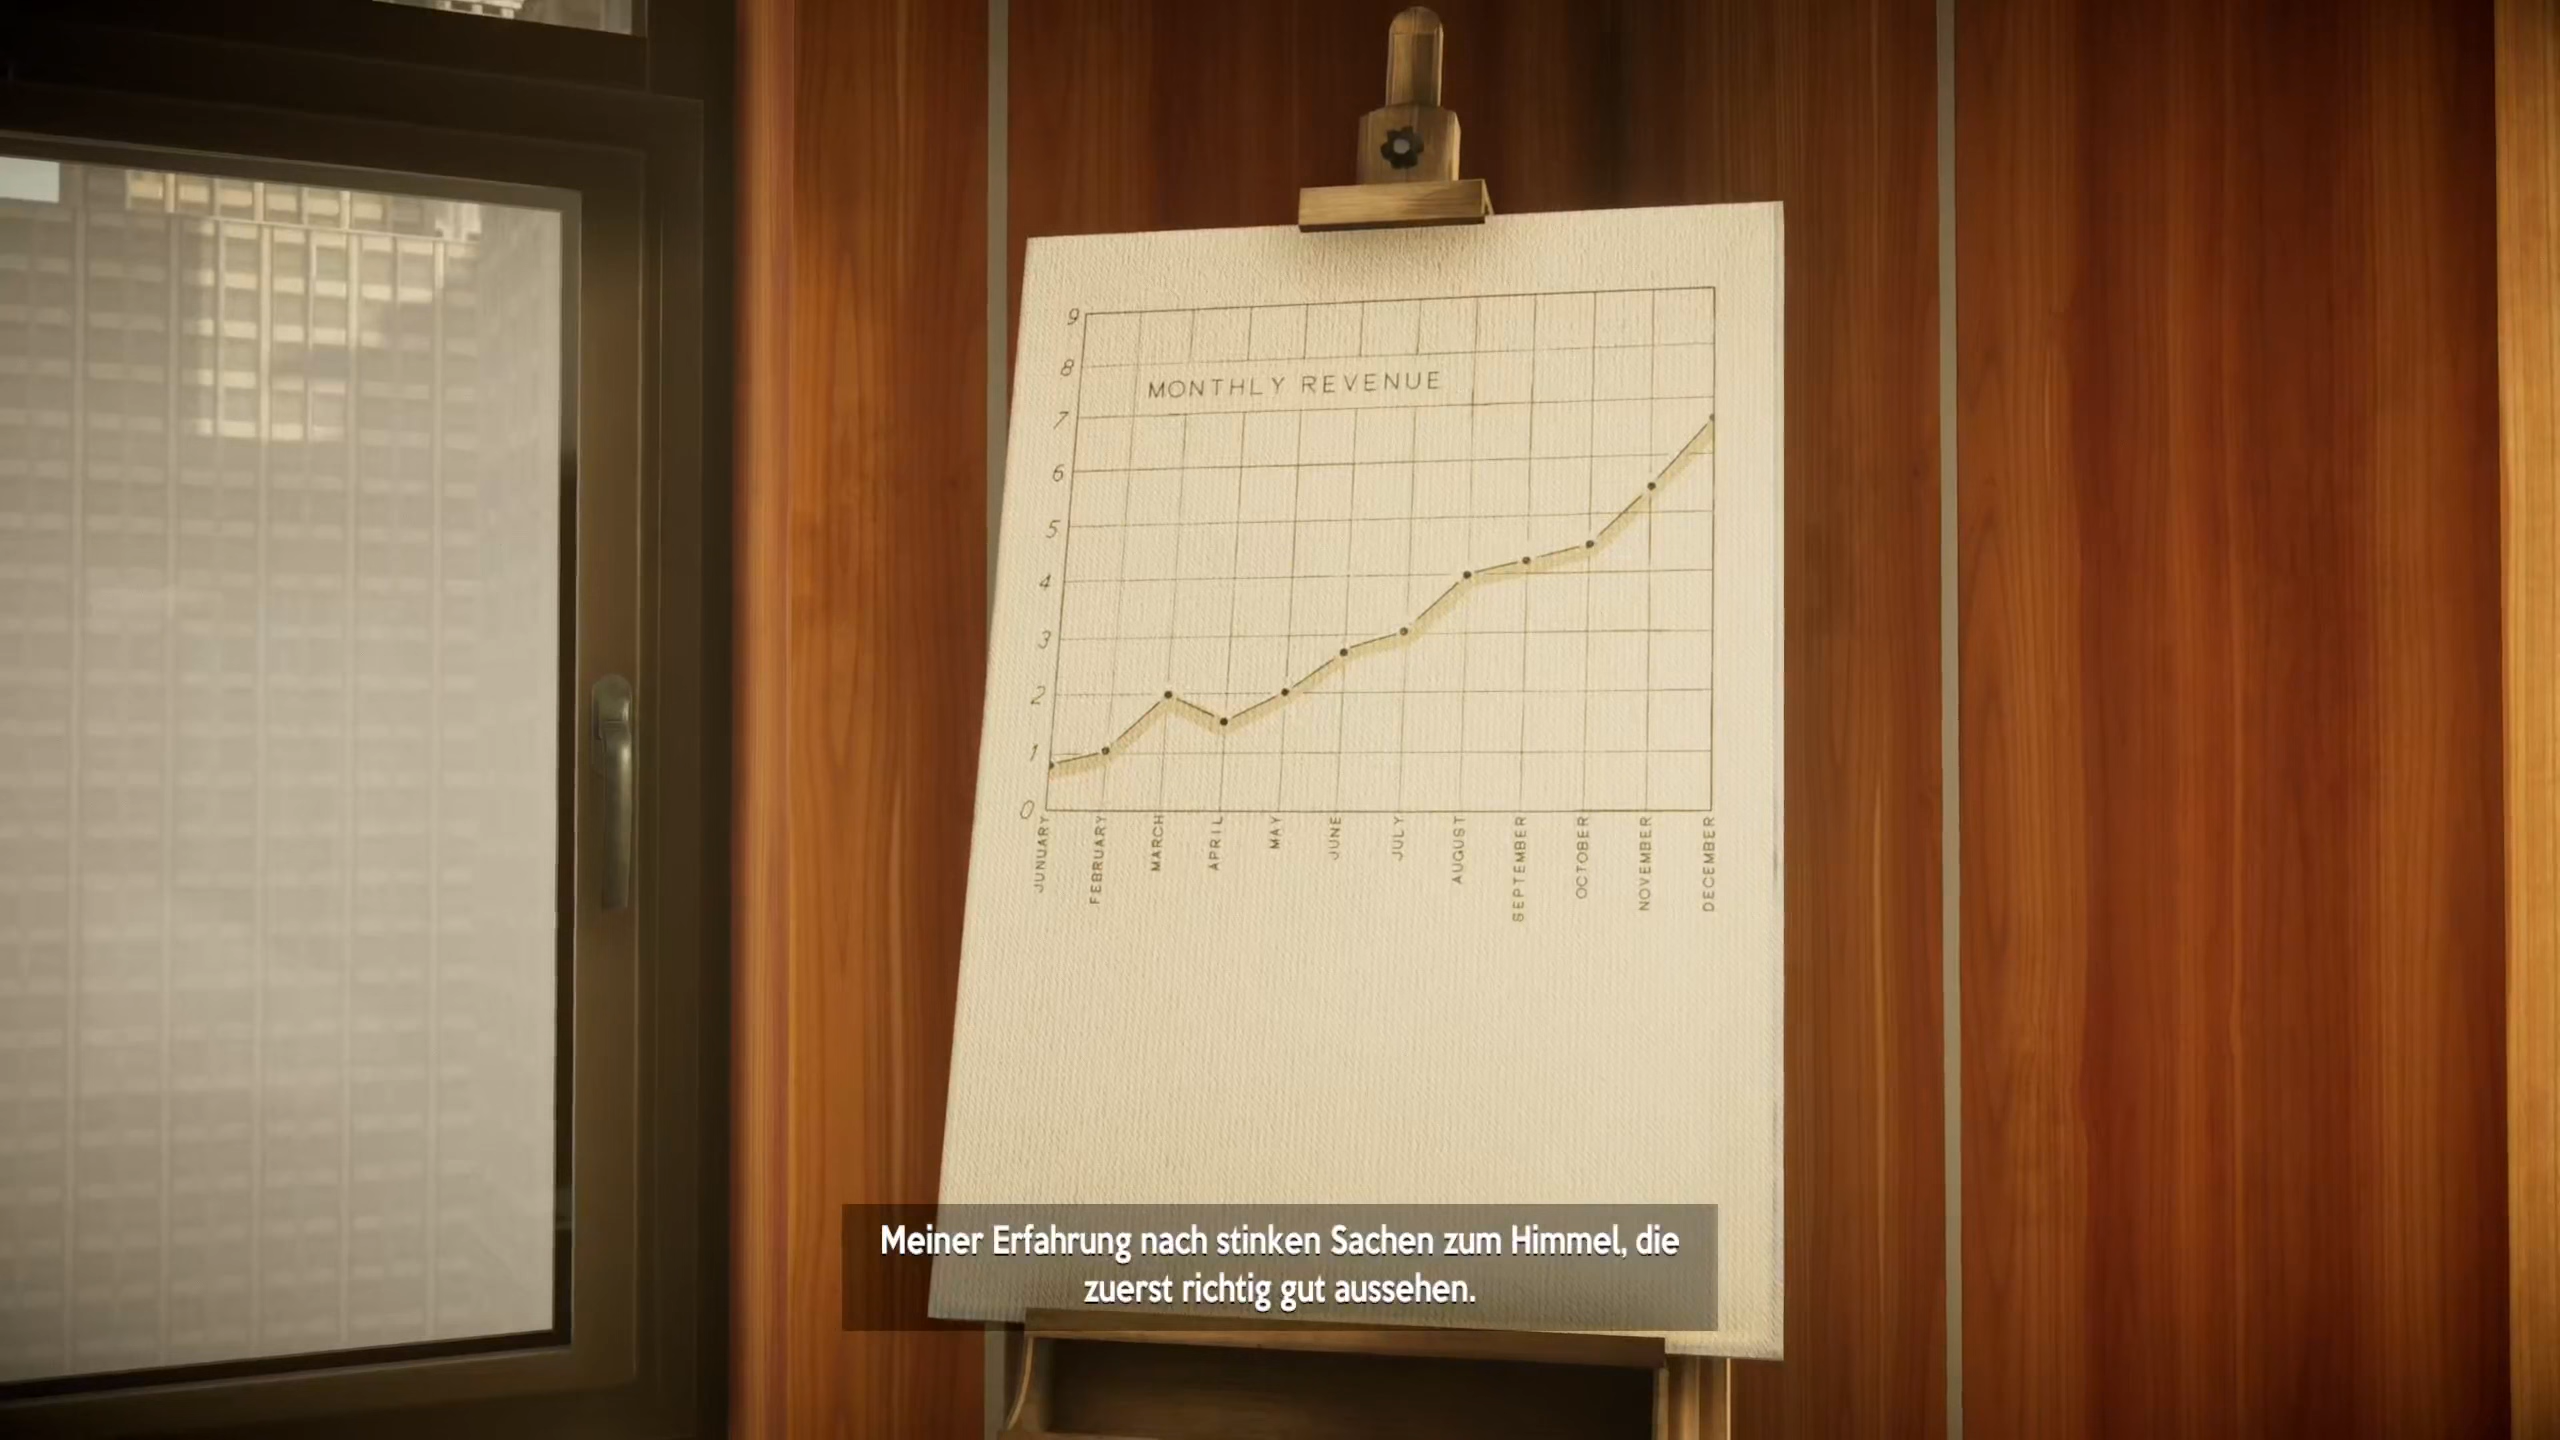 9
8
MONTHLY REVENUE
7
6
5
4
3
2
1
0
JUNUARY
FEBRUARY
MARCH
APRIL
MAY
JUNE
JULY
AUGUST
SEPTEMBER
OCTOBER
NOVEMBER
DECEMBER
Meiner Erfahrung nach stinken Sachen zum Himmel, die
zuerst richtig gut aussehen.